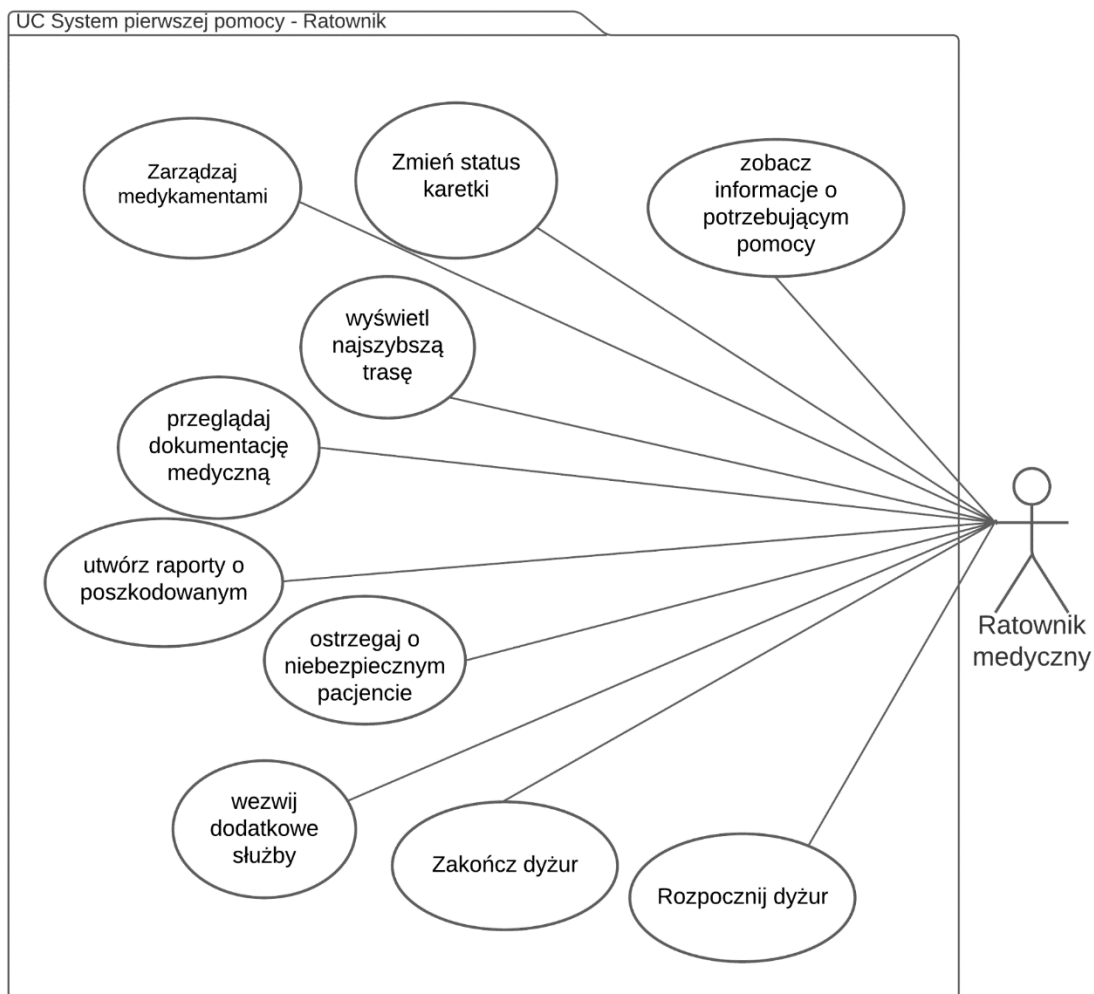 UC System pierwszej pomocy - Ratownik
Zarządzaj
medykamentami
Zmień status
karetki
zobacz
informacje o
potrzebującym
pomocy
wyświetl
najszybszą
trasę
przeglądaj
dokumentację
medyczną
utwórz raporty o
poszkodowanym
ostrzegaj o
niebezpiecznym
pacjencie
wezwij
dodatkowe
służby
Zakończ dyżur
Rozpocznij dyżur
Ratownik
medyczny